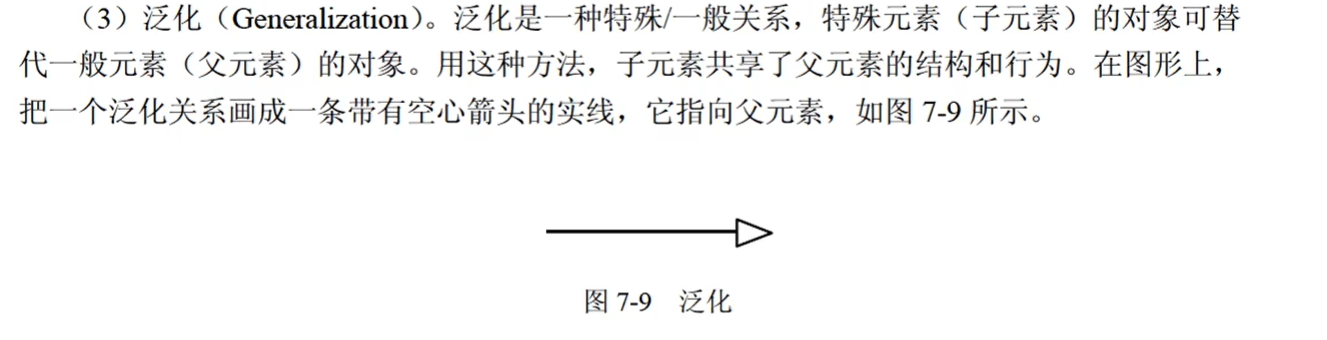 （3）泛化（Generalization）。泛化是一种特殊/一般关系，特殊元素（子元素）的对象可替
代一般元素（父元素）的对象。用这种方法，子元素共享了父元素的结构和行为。在图形上，
把一个泛化关系画成一条带有空心箭头的实线，它指向父元素，如图 7-9 所示。
图 7-9　泛化